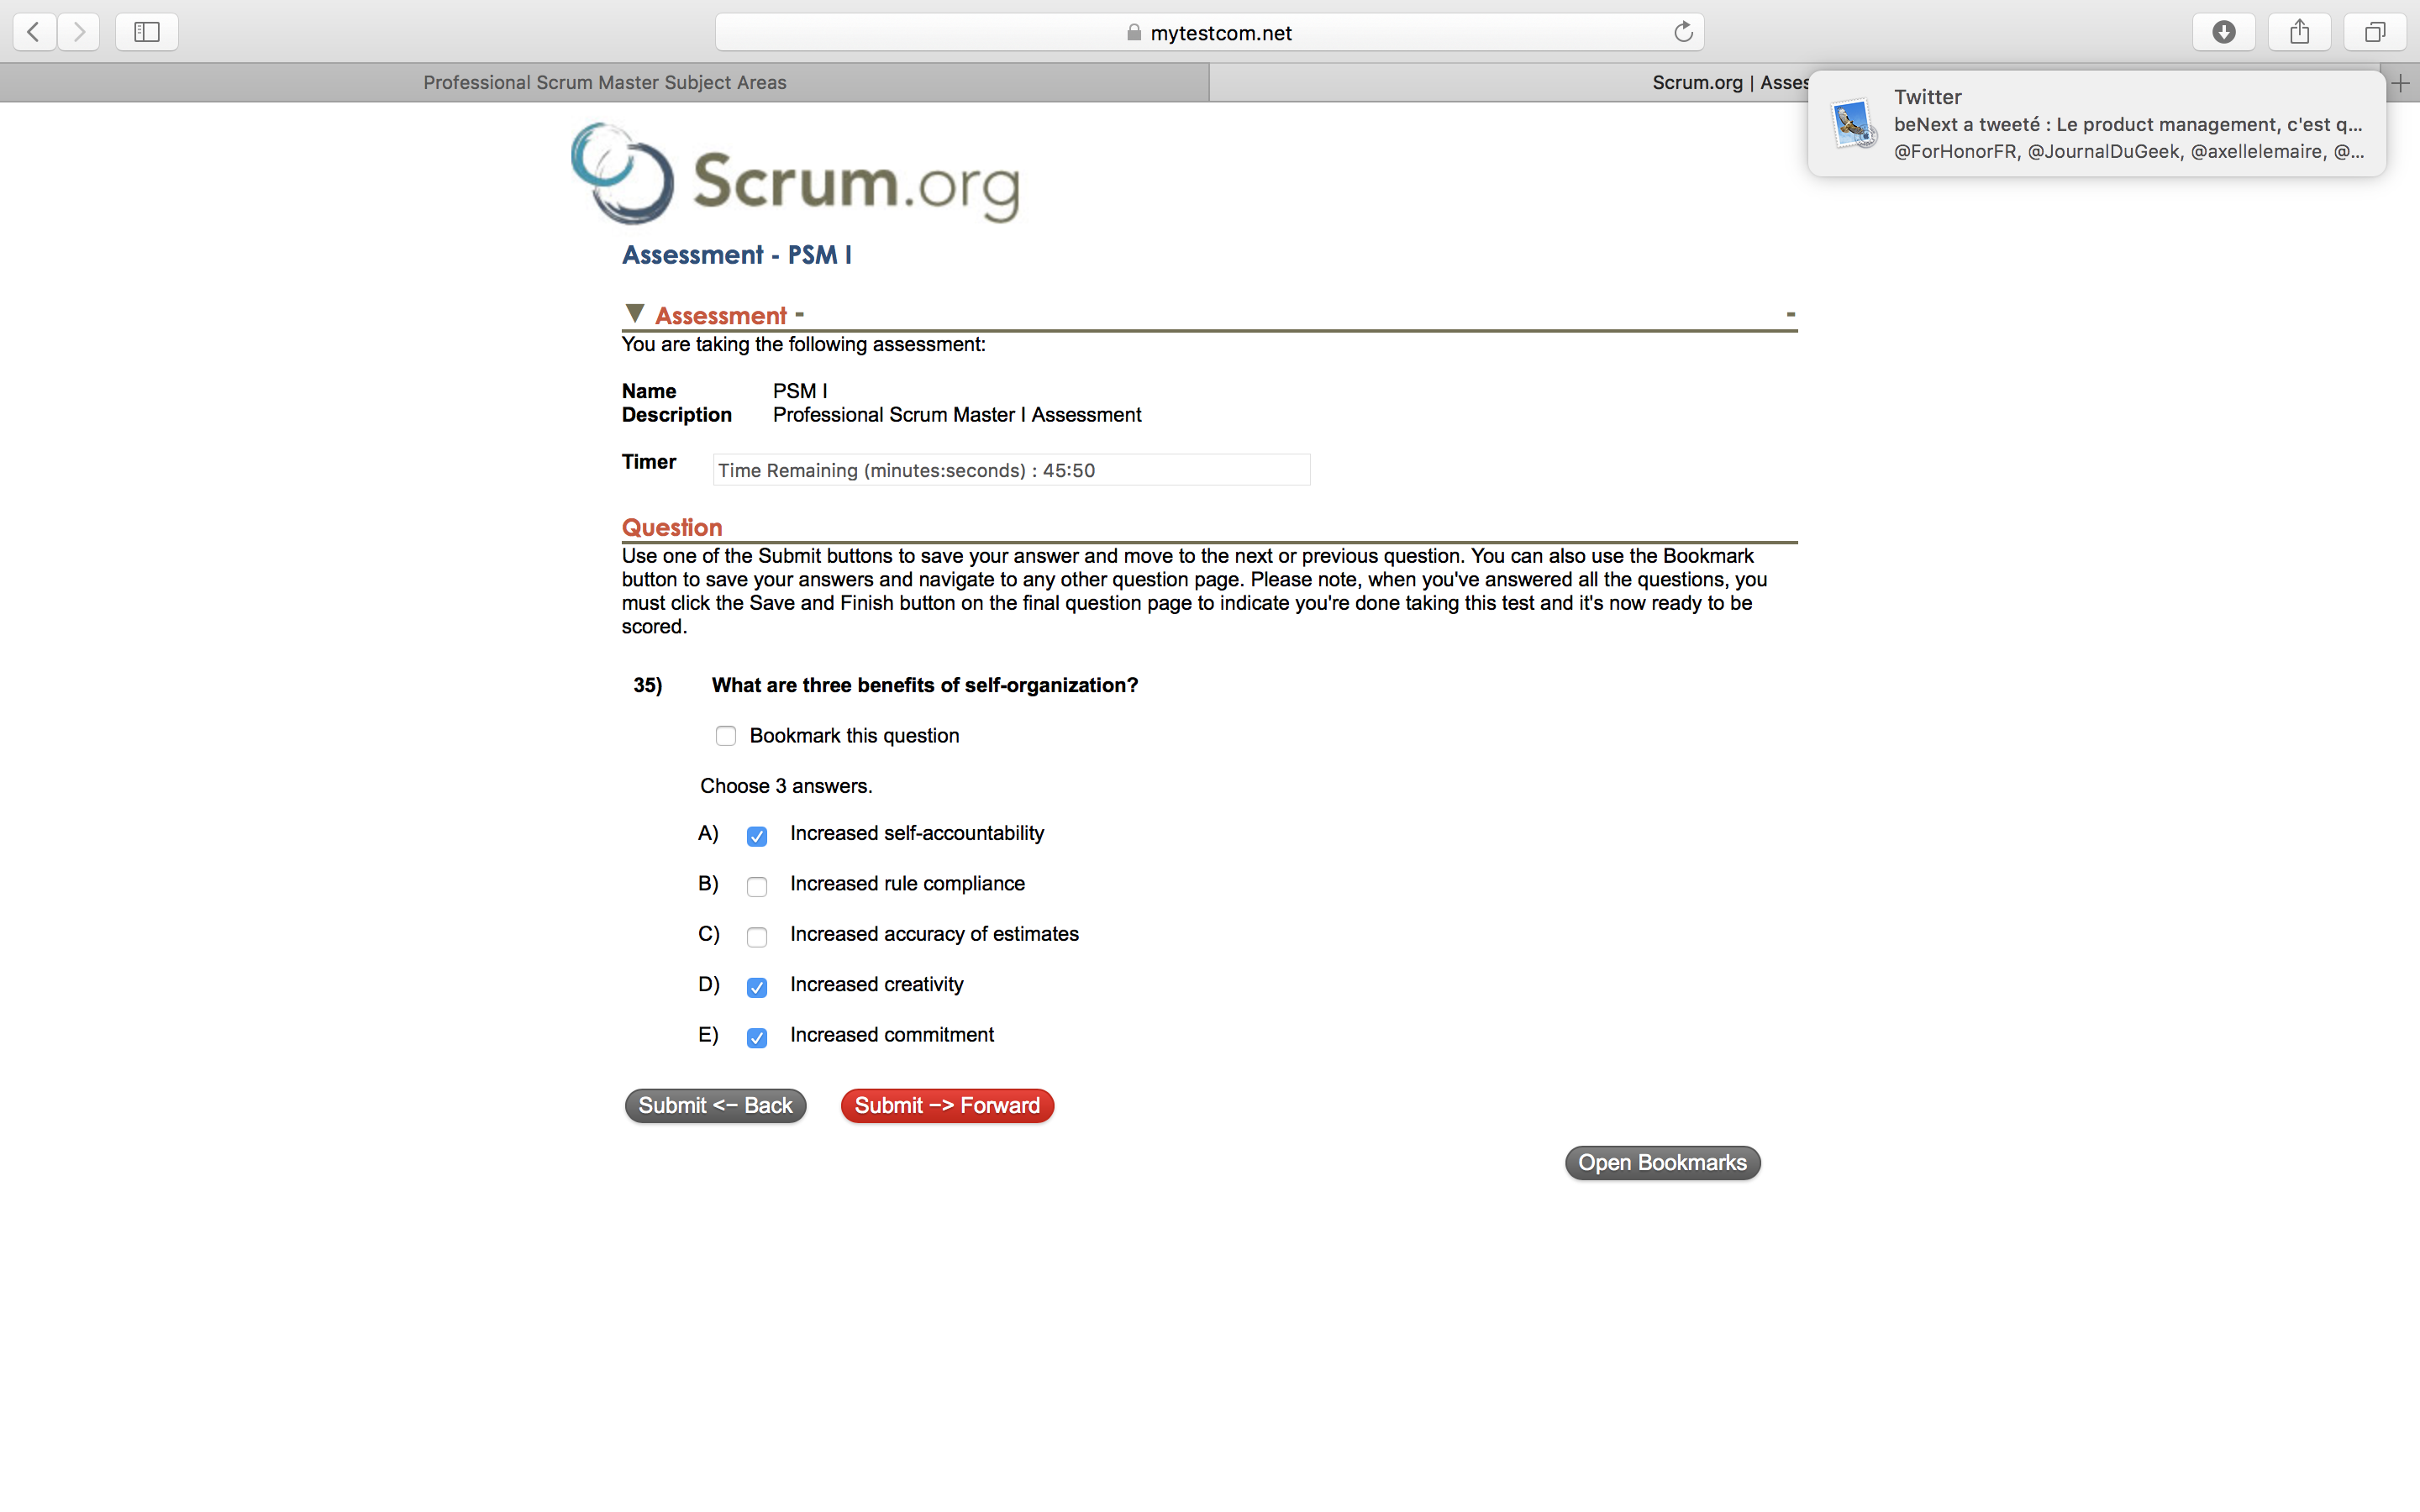 mytestcom.net
Professional Scrum Master Subject Areas
Scrum.org | Asses
Twitter
beNext a tweeté : Le product management, c'est q...
@ForHonorFR, @JournalDuGeek, @axellelemaire, @...
Scrum.org
Assessment - PSM I
▼ Assessment - -
You are taking the following assessment:
Name PSM I
Description Professional Scrum Master I Assessment
Timer Time Remaining (minutes:seconds) : 45:50
Question
Use one of the Submit buttons to save your answer and move to the next or previous question. You can also use the Bookmark
button to save your answers and navigate to any other question page. Please note, when you've answered all the questions, you
must click the Save and Finish button on the final question page to indicate you're done taking this test and it's now ready to be
scored.
35) What are three benefits of self-organization?
Bookmark this question
Choose 3 answers.
A) Increased self-accountability
B) Increased rule compliance
C) Increased accuracy of estimates
D) Increased creativity
E) Increased commitment
Submit <- Back Submit -> Forward
Open Bookmarks